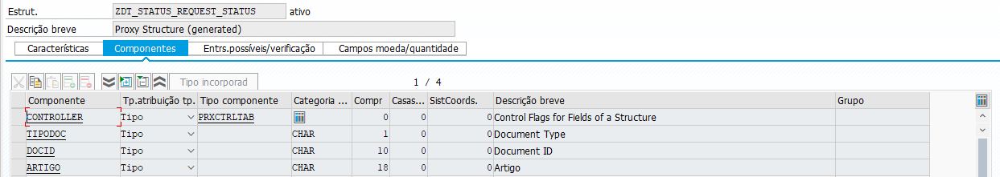 Estrut. ZDT_STATUS_REQUEST_STATUS ativo
Descrição breve Proxy Structure (generated)
Características Componentes Entrs.possíveis/verificação Campos moeda/quantidade
Tipo incorporad 1 / 4
Componente Tp.atribuição tp. Tipo componente Categoria ... Compr Casas... SistCoords. Descrição breve Grupo
CONTROLLER Tipo PRXCTRLTAB 0 0 0 Control Flags for Fields of a Structure
TIPODOC Tipo CHAR 1 0 0 Document Type
DOCID Tipo CHAR 10 0 0 Document ID
ARTIGO Tipo CHAR 18 0 0 Artigo